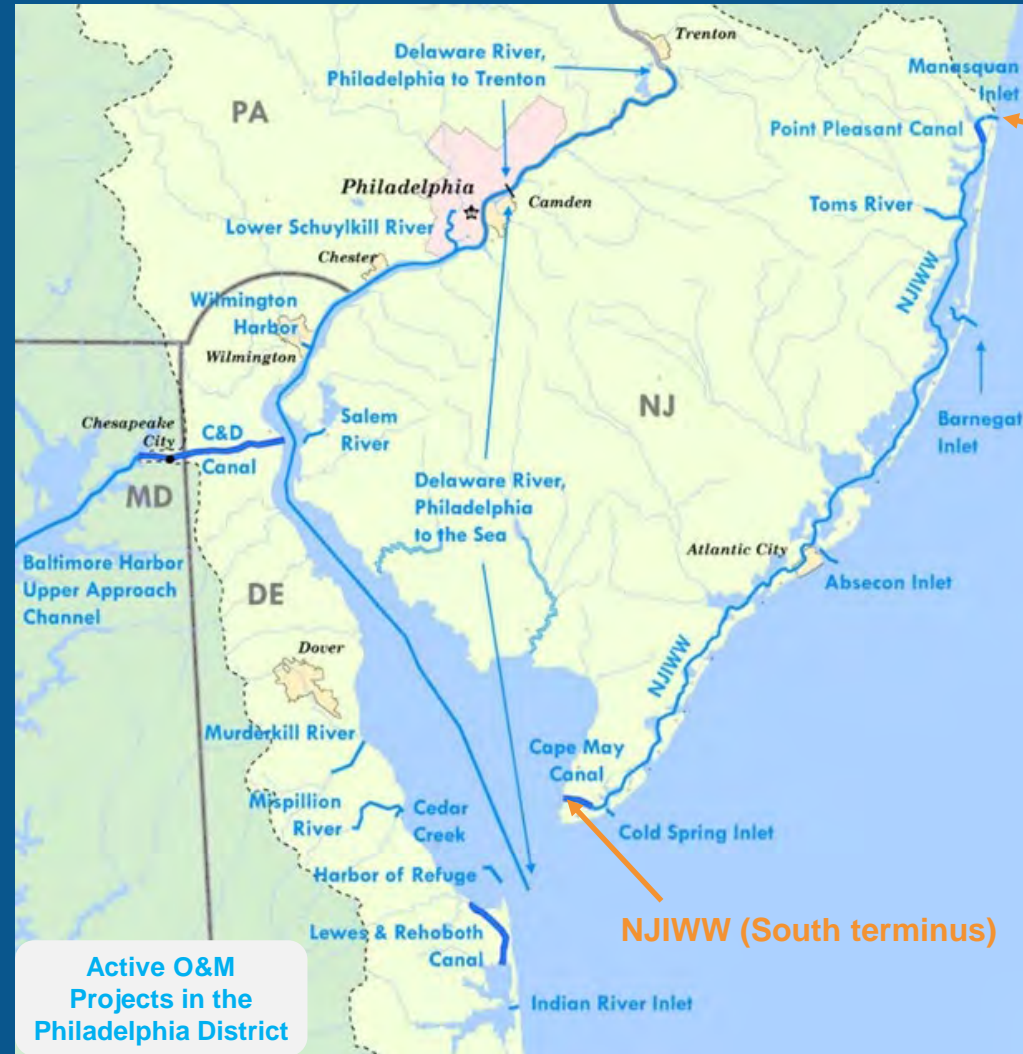 Trenton
Delaware River,
Philadelphia to Trenton
Manasquan
Inlet
PA
Point Pleasant Canal
Philadelphia
Camden
Toms River
Lower Schuylkill River
Chester
NJIWW
Wilmington
Harbor
Wilmington
NJ
Chesapeake
City
C&D
Canal
Salem
River
Barnegat
Inlet
MD
Delaware River,
Philadelphia
to the Sea
Atlantic City
Absecon Inlet
Baltimore Harbor
Upper Approach
Channel
DE
Dover
NJIWW
Murderkill River
Cape May
Canal
Mispillion
River
Cedar
Creek
Cold Spring Inlet
Harbor of Refuge
NJIWW (South terminus)
Lewes & Rehoboth
Canal
Indian River Inlet
Active O&M
Projects in the
Philadelphia District